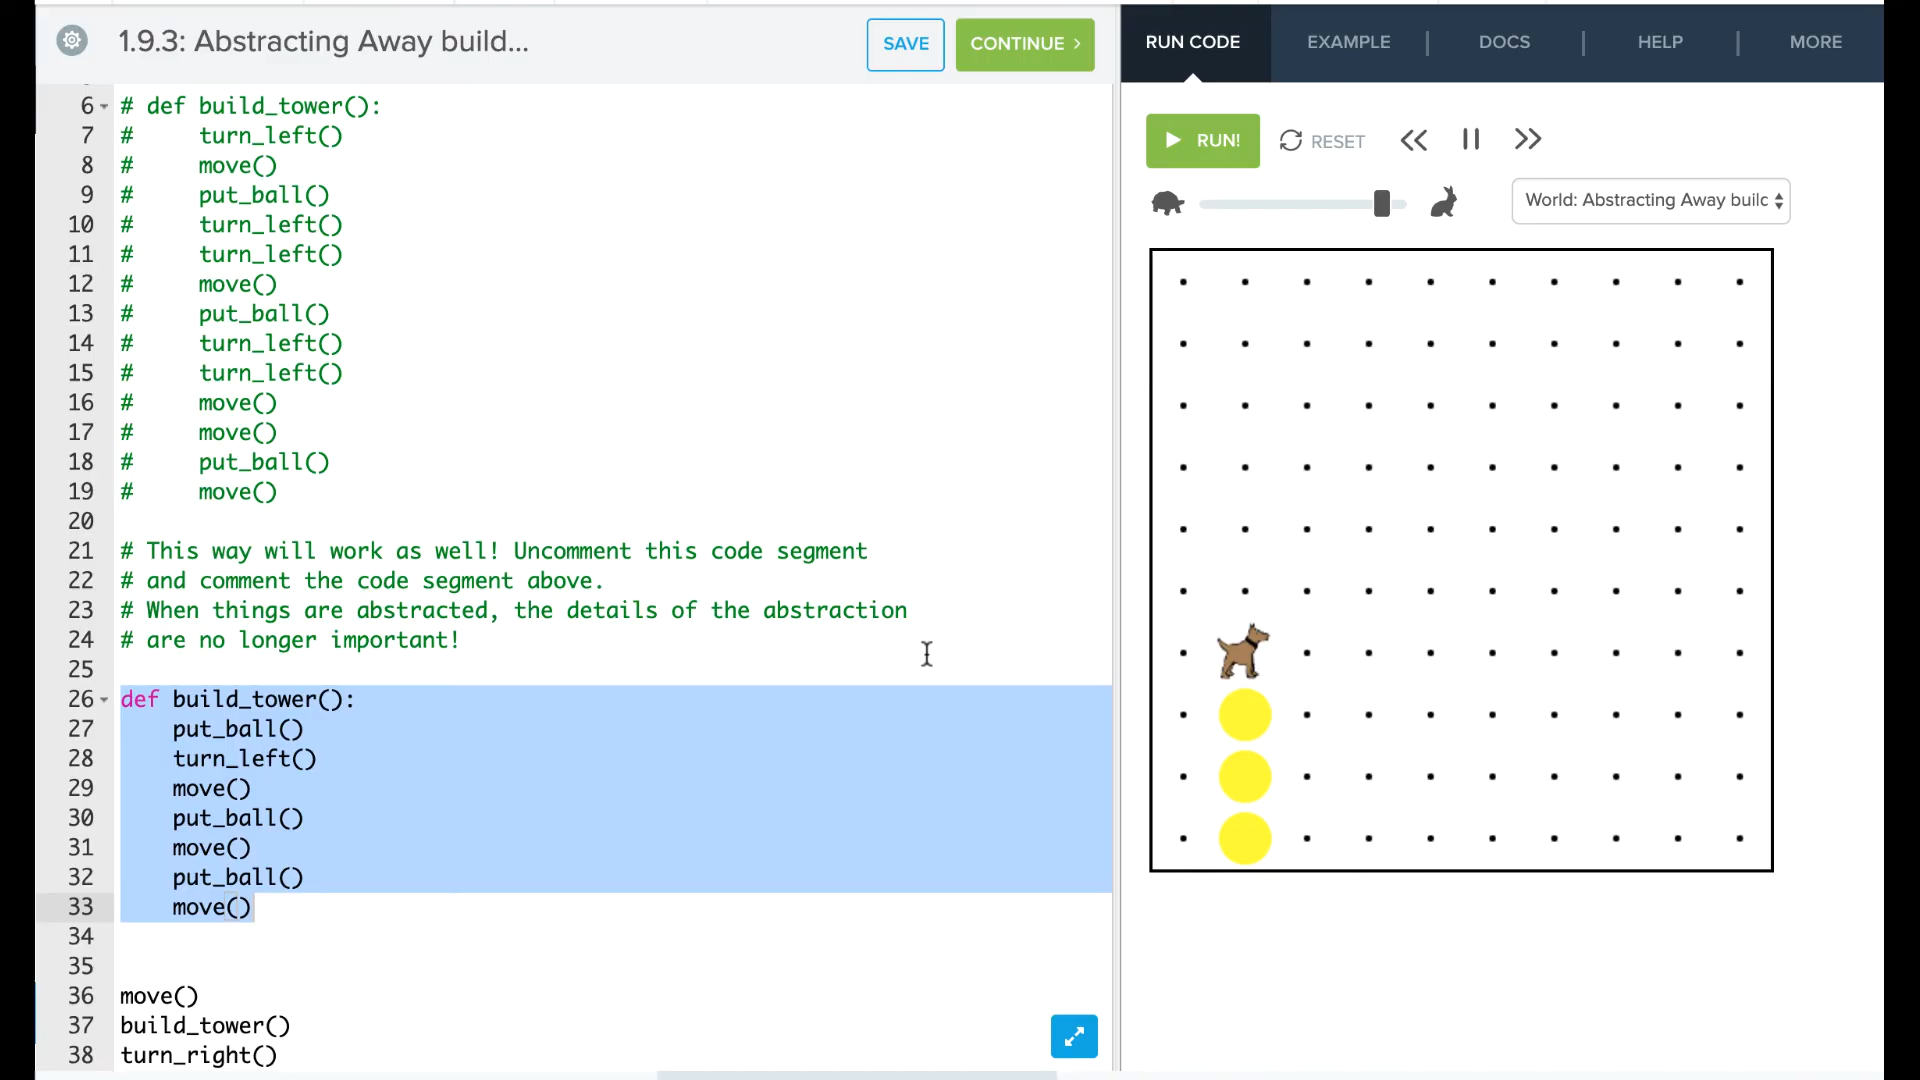 1.9.3: Abstracting Away build...
SAVE
CONTINUE >
RUN CODE
EXAMPLE
DOCS
HELP
MORE
6 # def build_tower():
7 #     turn_left()
8 #     move()
9 #     put_ball()
10 #     turn_left()
11 #     turn_left()
12 #     move()
13 #     put_ball()
14 #     turn_left()
15 #     turn_left()
16 #     move()
17 #     move()
18 #     put_ball()
19 #     move()
20
21 # This way will work as well! Uncomment this code segment
22 # and comment the code segment above.
23 # When things are abstracted, the details of the abstraction
24 # are no longer important!
25
26 def build_tower():
27     put_ball()
28     turn_left()
29     move()
30     put_ball()
31     move()
32     put_ball()
33     move()
34
35
36 move()
37 build_tower()
38 turn_right()
RUN!
RESET
World: Abstracting Away builc